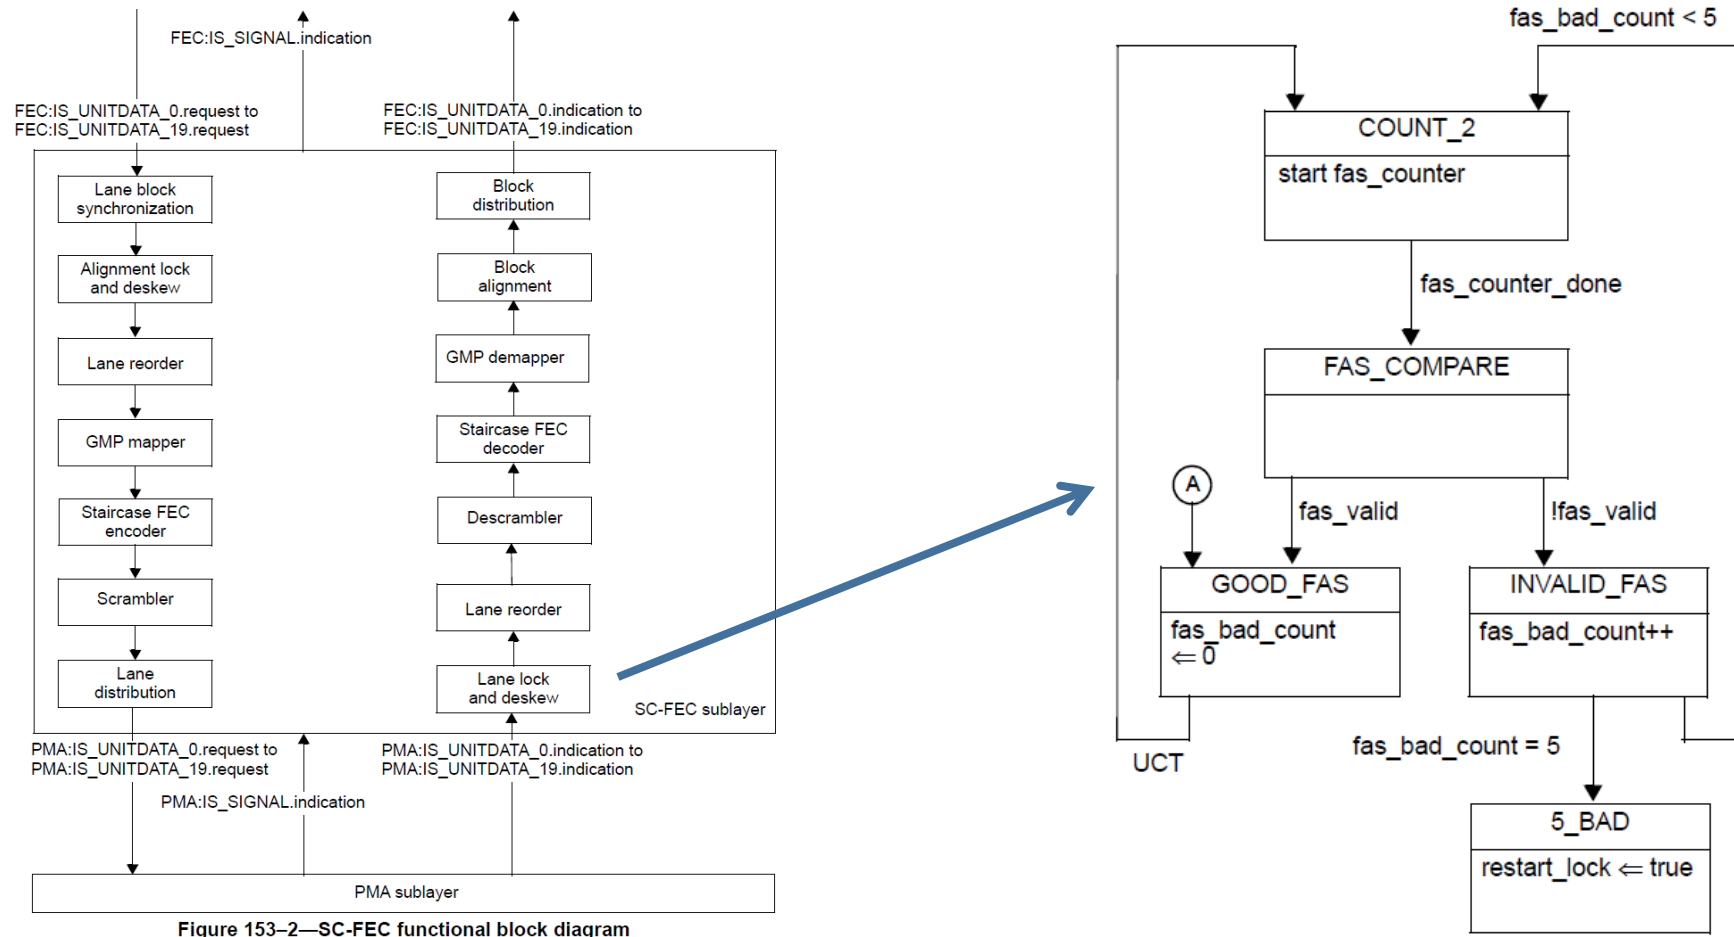 FEC:IS_SIGNAL.indication
FEC:IS_UNITDATA_0.request to
FEC:IS_UNITDATA_19.request
FEC:IS_UNITDATA_0.indication to
FEC:IS_UNITDATA_19.indication
Lane block
synchronization
Alignment lock
and deskew
Lane reorder
GMP mapper
Staircase FEC
encoder
Scrambler
Lane
distribution
Block
distribution
Block
alignment
GMP demapper
Staircase FEC
decoder
Descrambler
Lane reorder
Lane lock
and deskew
SC-FEC sublayer
PMA:IS_UNITDATA_0.request to
PMA:IS_UNITDATA_19.request
PMA:IS_UNITDATA_0.indication to
PMA:IS_UNITDATA_19.indication
PMA:IS_SIGNAL.indication
PMA sublayer
Figure 153–2—SC-FEC functional block diagram
fas_bad_count < 5
COUNT_2
start fas_counter
fas_counter_done
FAS_COMPARE
A
fas_valid
!fas_valid
GOOD_FAS
fas_bad_count
⇐ 0
INVALID_FAS
fas_bad_count++
UCT
fas_bad_count = 5
5_BAD
restart_lock ⇐ true